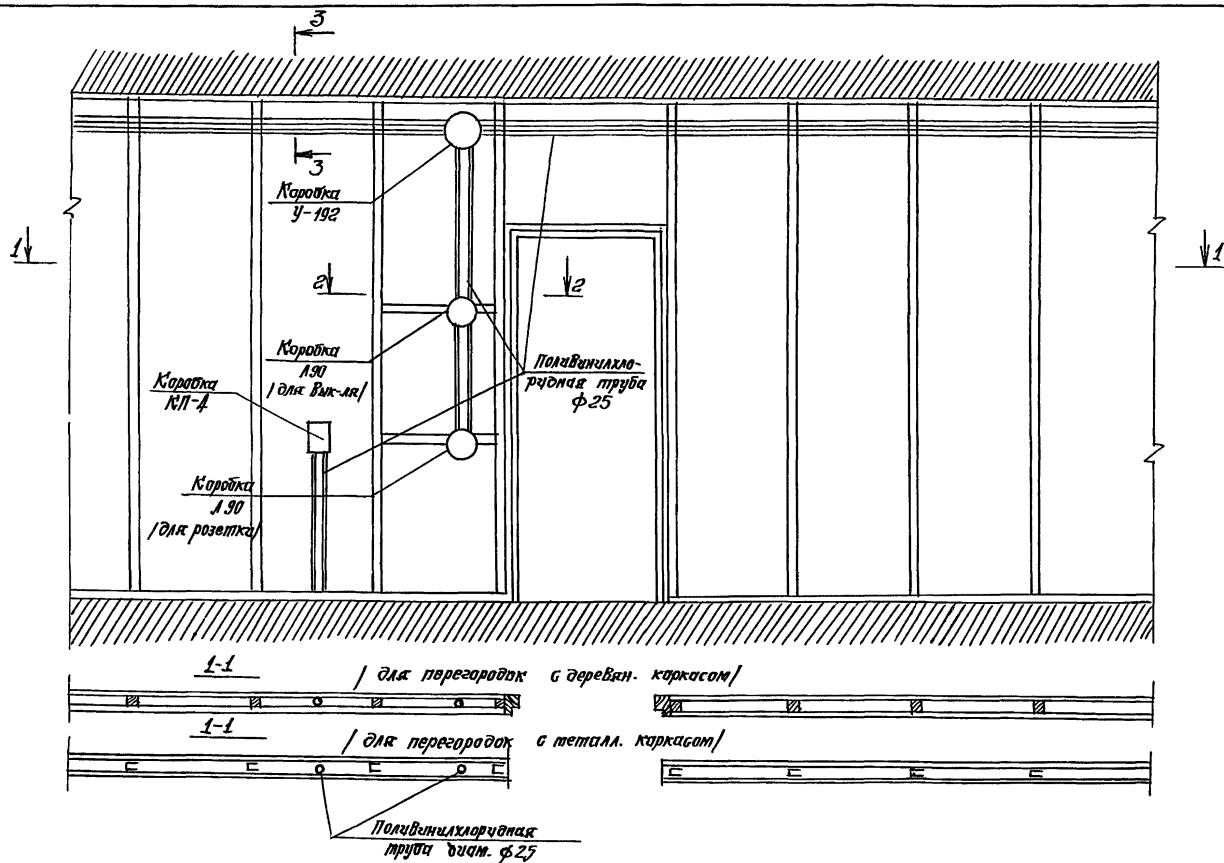 3
3
Коробка
У-192
1
1
2
2
Коробка
Л90
/для вык-ля/
Поливинилхло-
ридная труба
ф25
Коробка
КП-4
Коробка
Л90
/для розетки/
1-1
/для перегородок с деревян. каркасом/
1-1
/для перегородок с металл. каркасом/
Поливинилхлоридная
труба диам. ф25